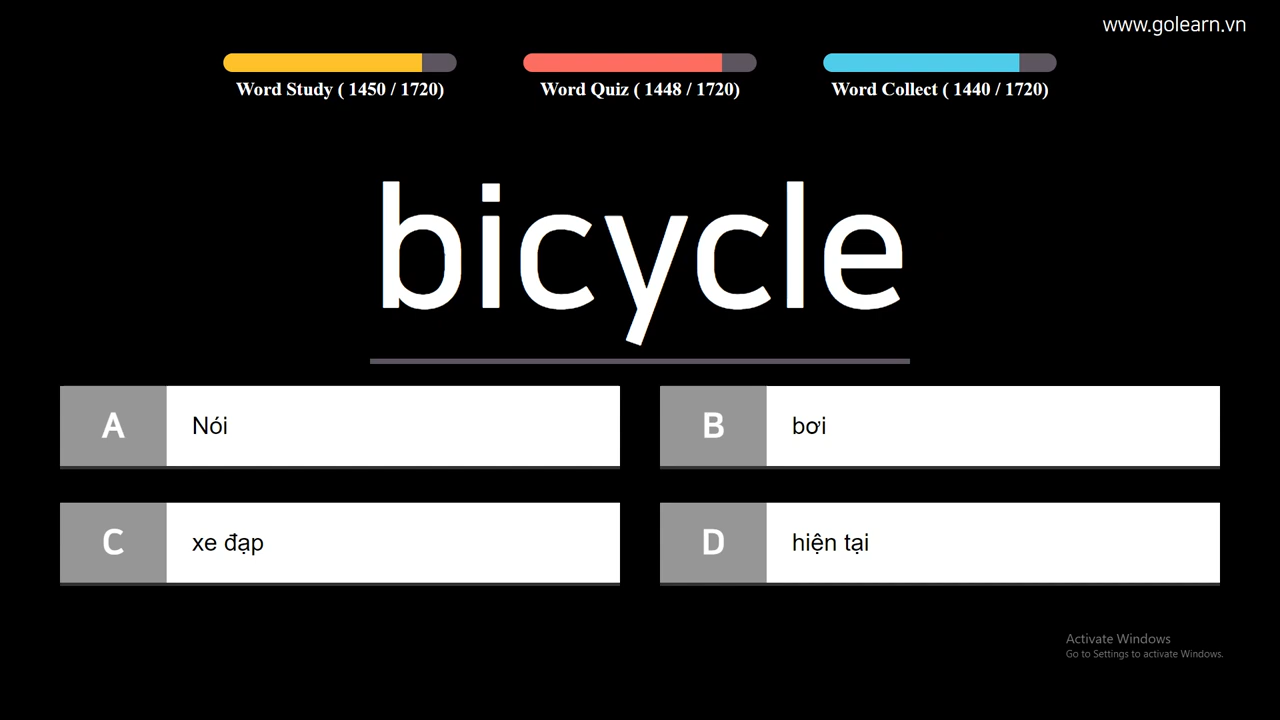 www.golearn.vn
Word Study ( 1450 / 1720)
Word Quiz ( 1448 / 1720)
Word Collect ( 1440 / 1720)
bicycle
A Nói
B bơi
C xe đạp
D hiện tại
Activate Windows
Go to Settings to activate Windows.